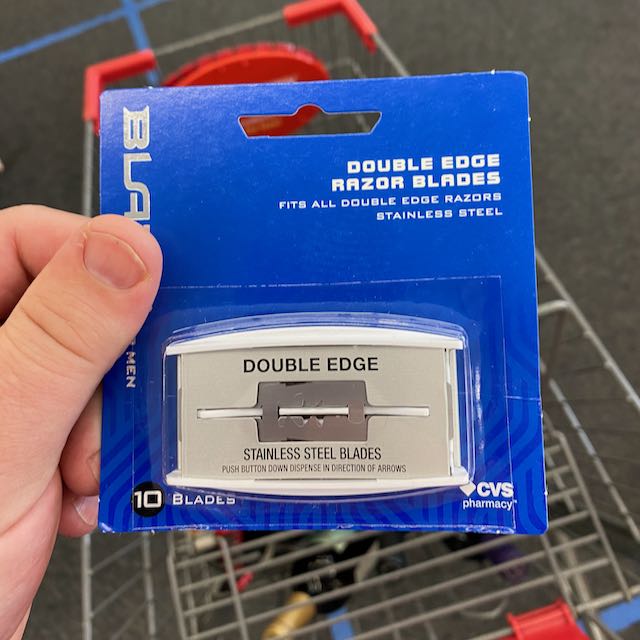 DOUBLE EDGE
RAZOR BLADES
FITS ALL DOUBLE EDGE RAZORS
STAINLESS STEEL
MEN
DOUBLE EDGE
STAINLESS STEEL BLADES
PUSH BUTTON DOWN DISPENSE IN DIRECTION OF ARROWS
10 BLADES
CVS
pharmacy